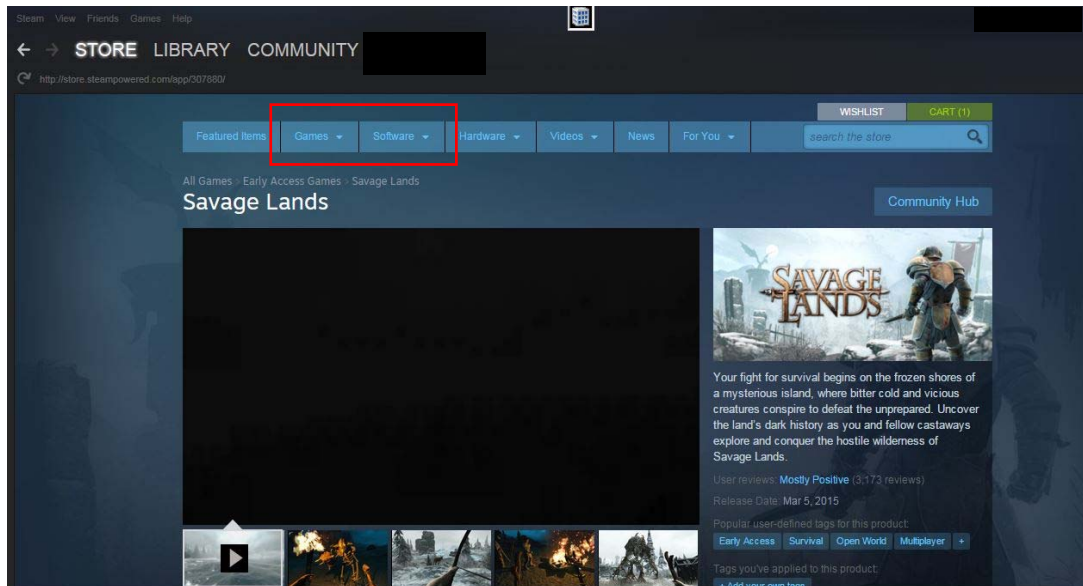 Steam View Friends Games Help
STORE LIBRARY COMMUNITY
http://store.steampowered.com/app/307880/
WISHLIST CART (1)
Featured Items Games Software Hardware Videos News For You search the store
All Games > Early Access Games > Savage Lands
Savage Lands
Community Hub
SAVAGE
LANDS
Your fight for survival begins on the frozen shores of
a mysterious island, where bitter cold and vicious
creatures conspire to defeat the unprepared. Uncover
the land's dark history as you and fellow castaways
explore and conquer the hostile wilderness of
Savage Lands.
User reviews: Mostly Positive (3,173 reviews)
Release Date: Mar 5, 2015
Popular user-defined tags for this product:
Early Access Survival Open World Multiplayer +
Tags you've applied to this product:
+ Add your own tags